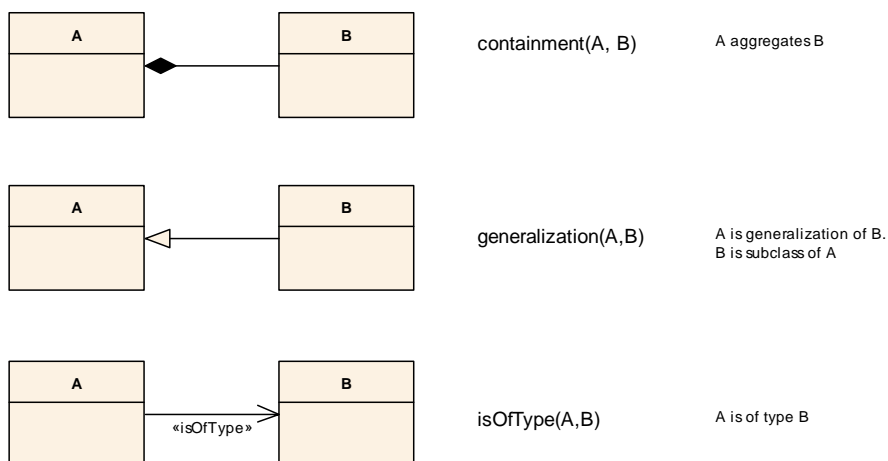 A
B
containment(A, B)
A aggregates B
A
B
generalization(A,B)
A is generalization of B.
B is subclass of A
A
B
«isOfType»
isOfType(A,B)
A is of type B